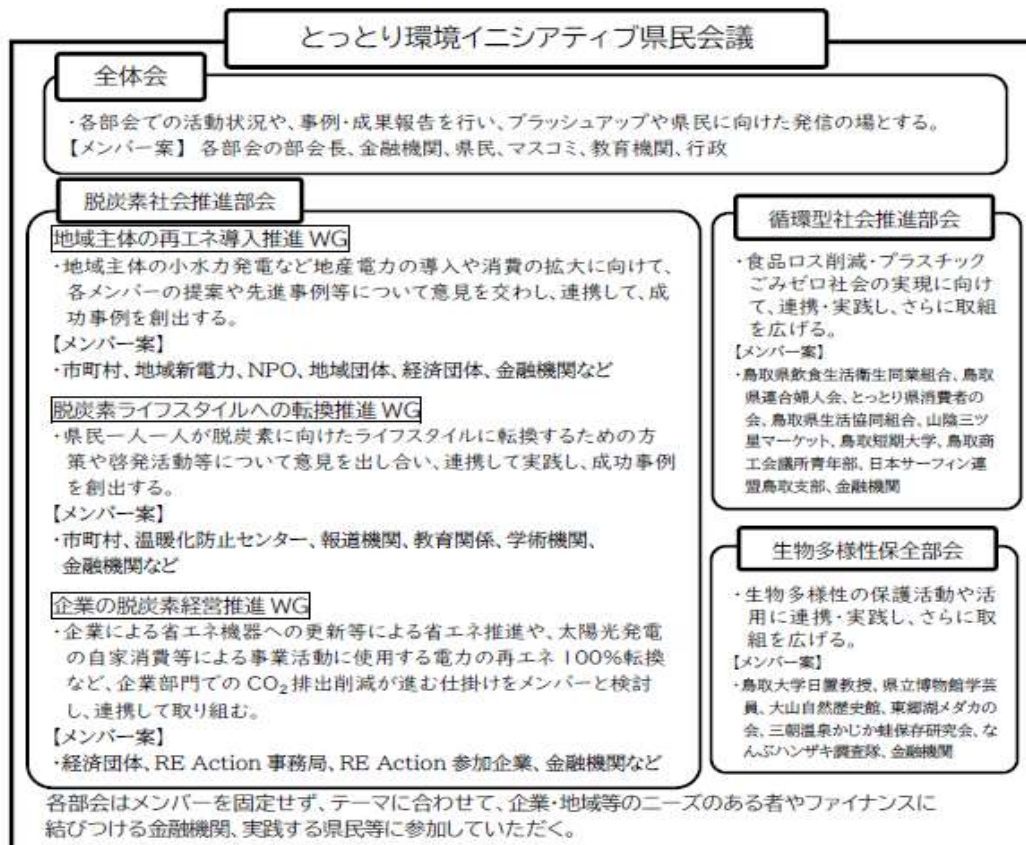 とっとり環境イニシアティブ県民会議
全体会
・各部会での活動状況や、事例・成果報告を行い、ブラッシュアップや県民に向けた発信の場とする。
【メンバー案】 各部会の部会長、金融機関、県民、マスコミ、教育機関、行政
脱炭素社会推進部会
地域主体の再エネ導入推進 WG
・地域主体の小水力発電など地産電力の導入や消費の拡大に向けて、
各メンバーの提案や先進事例等について意見を交わし、連携して、成
功事例を創出する。
【メンバー案】
・市町村、地域新電力、NPO、地域団体、経済団体、金融機関など
脱炭素ライフスタイルへの転換推進 WG
・県民一人一人が脱炭素に向けたライフスタイルに転換するための方
策や啓発活動等について意見を出し合い、連携して実践し、成功事例
を創出する。
【メンバー案】
・市町村、温暖化防止センター、報道機関、教育関係、学術機関、
金融機関など
企業の脱炭素経営推進 WG
・企業による省エネ機器への更新等による省エネ推進や、太陽光発電
の自家消費等による事業活動に使用する電力の再エネ 100%転換
など、企業部門での CO₂排出削減が進む仕掛けをメンバーと検討
し、連携して取り組む。
【メンバー案】
・経済団体、RE Action 事務局、RE Action 参加企業、金融機関など
循環型社会推進部会
・食品ロス削減・プラスチック
ごみゼロ社会の実現に向け
て、連携・実践し、さらに取組
を広げる。
【メンバー案】
・鳥取県飲食生活衛生同業組合、鳥取
県連合婦人会、とっとり県消費者の
会、鳥取県生活協同組合、山陰三ツ
星マーケット、鳥取短期大学、鳥取商
工会議所青年部、日本サーフィン連
盟鳥取支部、金融機関
生物多様性保全部会
・生物多様性の保護活動や活
用に連携・実践し、さらに取
組を広げる。
【メンバー案】
・鳥取大学日置教授、県立博物館学芸
員、大山自然歴史館、東郷湖メダカの
会、三朝温泉かじか蛙保存研究会、な
んぶハンザキ調査隊、金融機関
各部会はメンバーを固定せず、テーマに合わせて、企業・地域等のニーズのある者やファイナンスに
結びつける金融機関、実践する県民等に参加していただく。